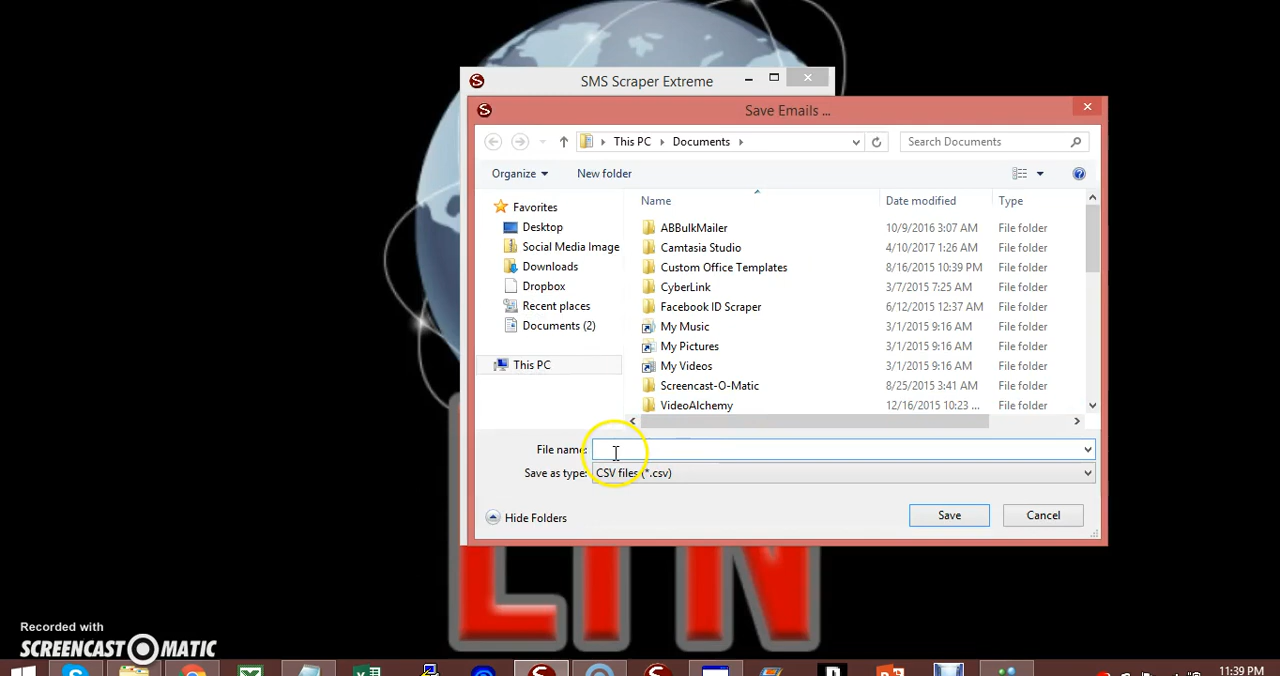 SMS Scraper Extreme
Save Emails ...
This PC Documents
Search Documents
Organize New folder
Name Date modified Type
Favorites
Desktop
Social Media Image
Downloads
Dropbox
Recent places
Documents (2)
This PC
ABBulkMailer 10/9/2016 3:07 AM File folder
Camtasia Studio 4/10/2017 1:26 AM File folder
Custom Office Templates 8/16/2015 10:39 PM File folder
CyberLink 3/7/2015 7:25 AM File folder
Facebook ID Scraper 6/12/2015 12:37 AM File folder
My Music 3/1/2015 9:16 AM File folder
My Pictures 3/1/2015 9:16 AM File folder
My Videos 3/1/2015 9:16 AM File folder
Screencast-O-Matic 8/25/2015 3:41 AM File folder
VideoAlchemy 12/16/2015 10:23 ... File folder
File name:
Save as type: CSV files (*.csv)
Hide Folders
Save Cancel
Recorded with
SCREENCAST MATIC
11:39 PM